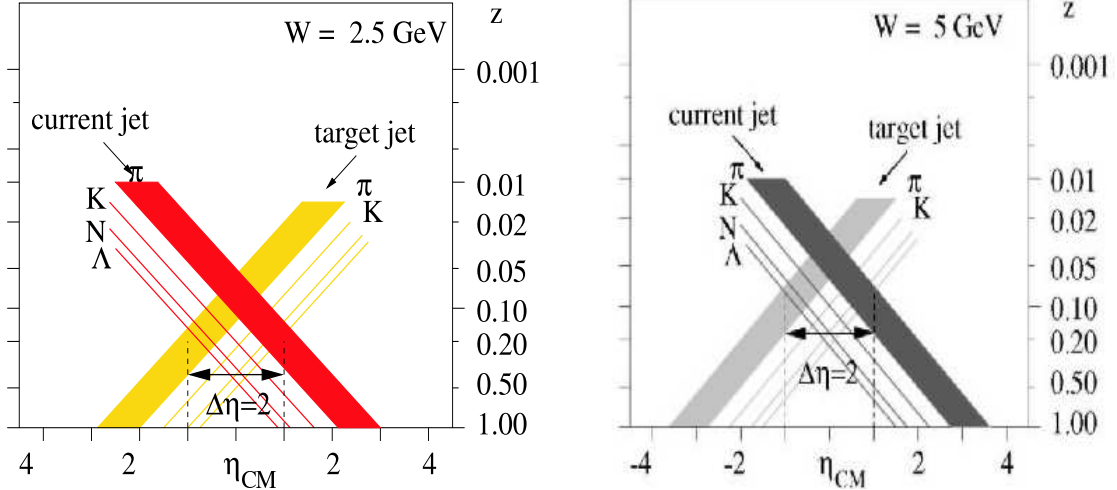 W = 2.5 GeV
z
0.001
current jet
target jet
π
π
K
K
N
Λ
0.01
0.02
0.05
0.10
0.20
0.50
1.00
Δη=2
4
2
η_CM
2
4
W = 5 GeV
z
0.001
current jet
target jet
π
π
K
K
N
Λ
0.01
0.02
0.05
0.10
0.20
0.50
1.00
Δη=2
-4
-2
η_CM
2
4